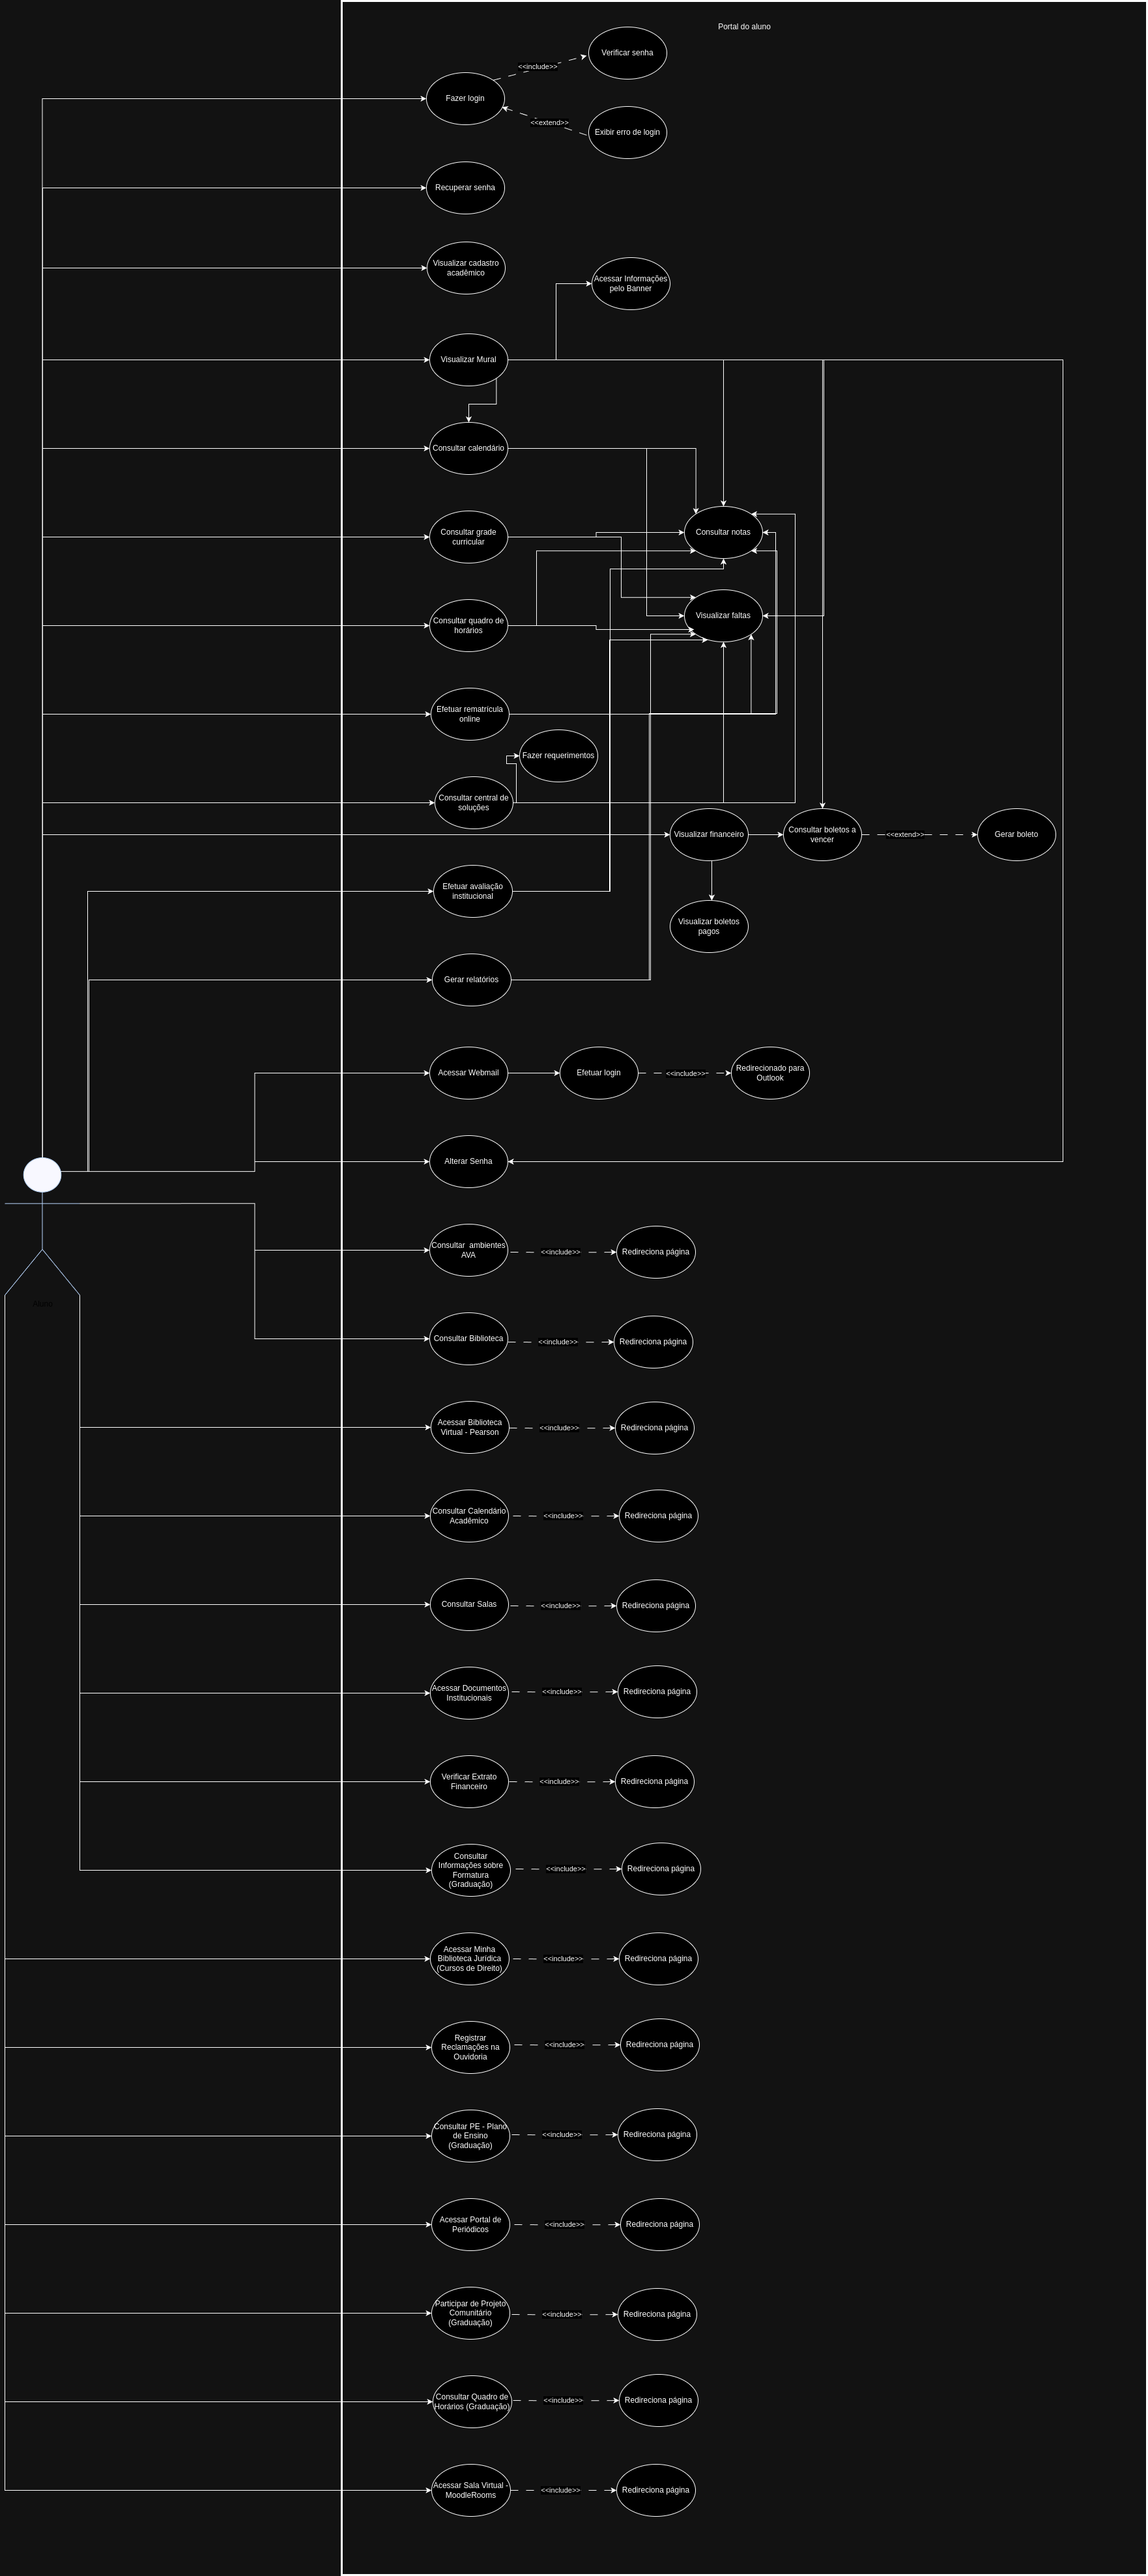 Portal do aluno
Verificar senha
<<include>>
Fazer login
<<extend>>
Exibir erro de login
Recuperar senha
Visualizar cadastro
acadêmico
Acessar Informações
pelo Banner
Visualizar Mural
Consultar calendário
Consultar grade
curricular
Consultar notas
Consultar quadro de
horários
Visualizar faltas
Efetuar rematrícula
online
Fazer requerimentos
Consultar central de
soluções
Visualizar financeiro
Consultar boletos a
vencer
<<extend>>
Gerar boleto
Efetuar avaliação
institucional
Visualizar boletos
pagos
Gerar relatórios
Acessar Webmail
Efetuar login
<<include>>
Redirecionado para
Outlook
Alterar Senha
Consultar ambientes
AVA
<<include>>
Redireciona página
Aluno
Consultar Biblioteca
<<include>>
Redireciona página
Acessar Biblioteca
Virtual - Pearson
<<include>>
Redireciona página
Consultar Calendário
Acadêmico
<<include>>
Redireciona página
Consultar Salas
<<include>>
Redireciona página
Acessar Documentos
Institucionais
<<include>>
Redireciona página
Verificar Extrato
Financeiro
<<include>>
Redireciona página
Consultar
Informações sobre
Formatura
(Graduação)
<<include>>
Redireciona página
Acessar Minha
Biblioteca Jurídica
(Cursos de Direito)
<<include>>
Redireciona página
Registrar
Reclamações na
Ouvidoria
<<include>>
Redireciona página
Consultar PE - Plano
de Ensino
(Graduação)
<<include>>
Redireciona página
Acessar Portal de
Periódicos
<<include>>
Redireciona página
Participar de Projeto
Comunitário
(Graduação)
<<include>>
Redireciona página
Consultar Quadro de
Horários (Graduação)
<<include>>
Redireciona página
Acessar Sala Virtual -
MoodleRooms
<<include>>
Redireciona página